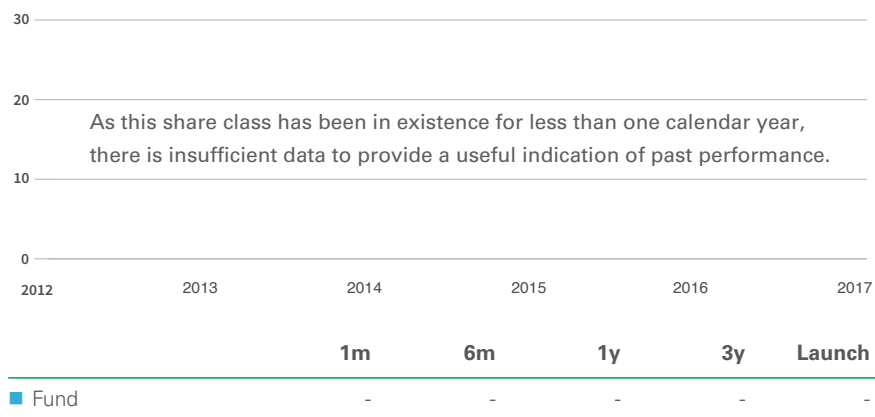 30
20
As this share class has been in existence for less than one calendar year,
there is insufficient data to provide a useful indication of past performance.
10
0
2012 2013 2014 2015 2016 2017
1m 6m 1y 3y Launch
Fund - - - - -